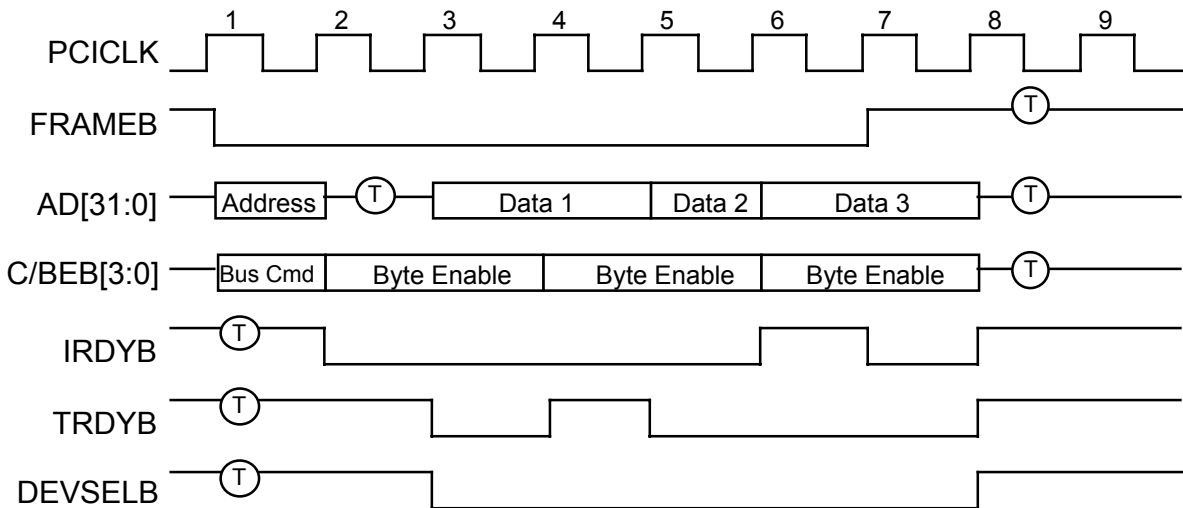 1 2 3 4 5 6 7 8 9
PCICLK
FRAMEB T
AD[31:0] Address T Data 1 Data 2 Data 3 T
C/BEB[3:0] Bus Cmd Byte Enable Byte Enable Byte Enable T
IRDYB T
TRDYB T
DEVSELB T